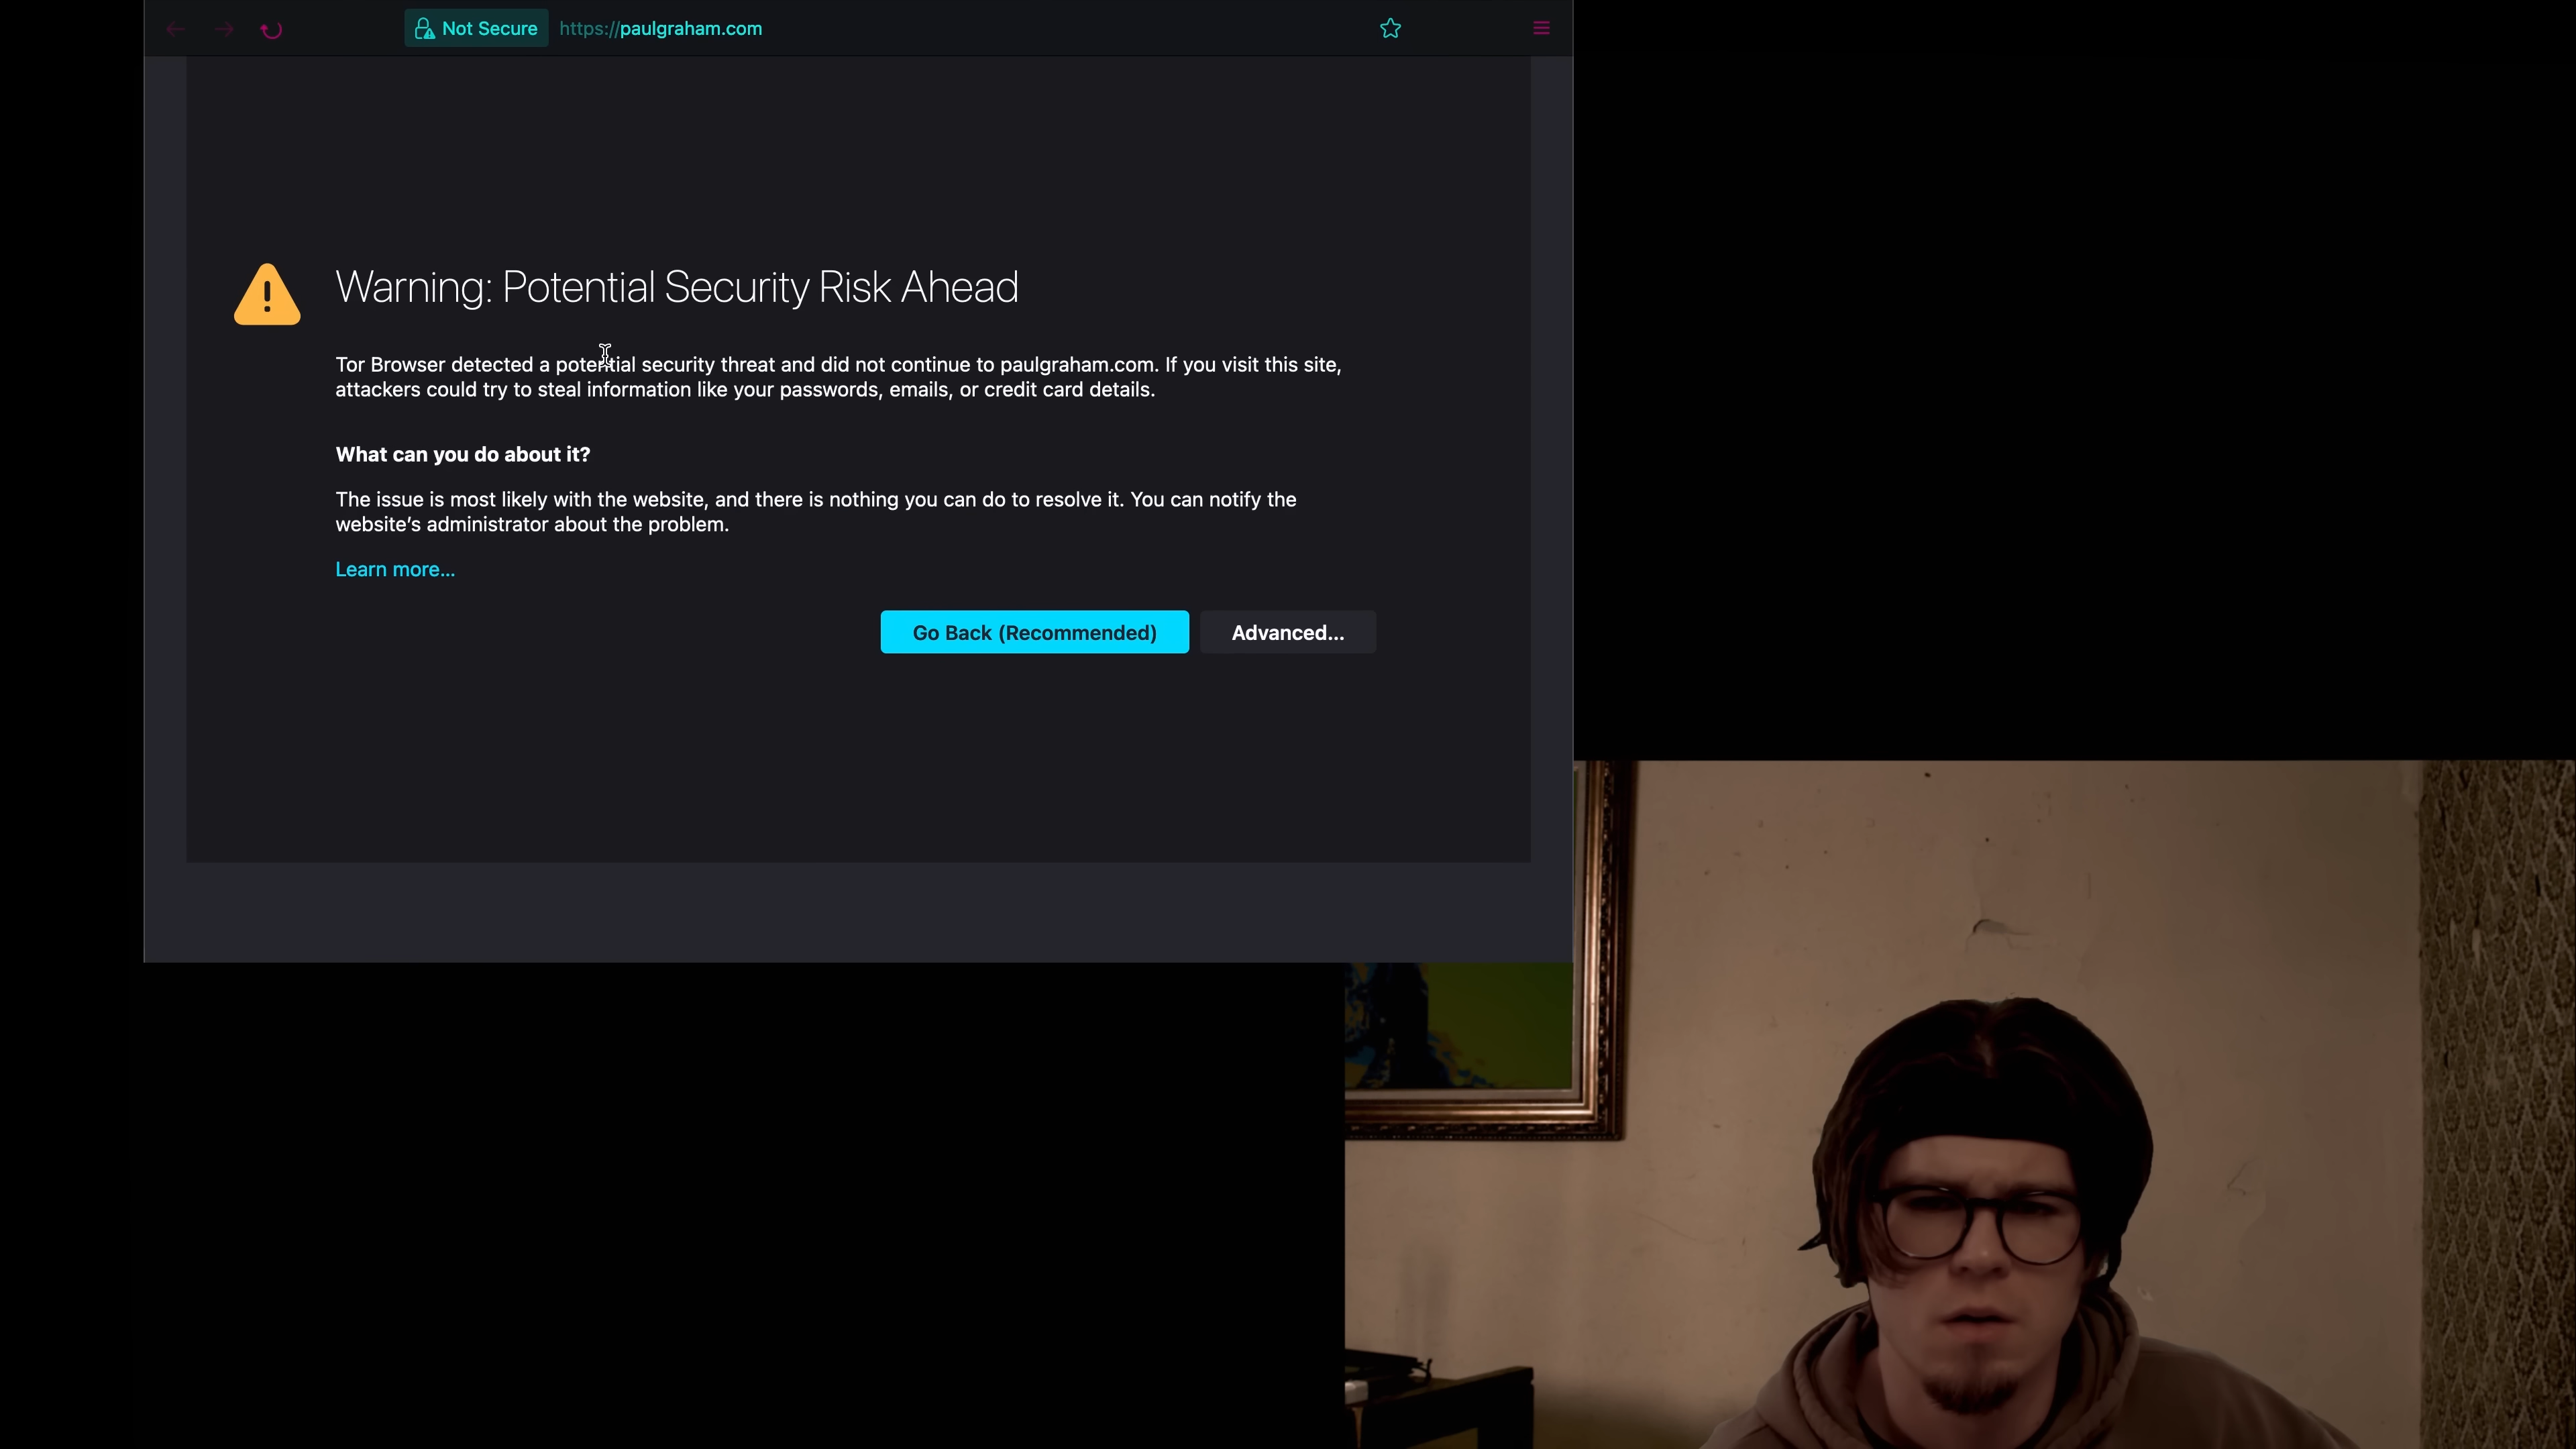 Not Secure https://paulgraham.com
Warning: Potential Security Risk Ahead
Tor Browser detected a potential security threat and did not continue to paulgraham.com. If you visit this site,
attackers could try to steal information like your passwords, emails, or credit card details.
What can you do about it?
The issue is most likely with the website, and there is nothing you can do to resolve it. You can notify the
website’s administrator about the problem.
Learn more…
Go Back (Recommended) Advanced…